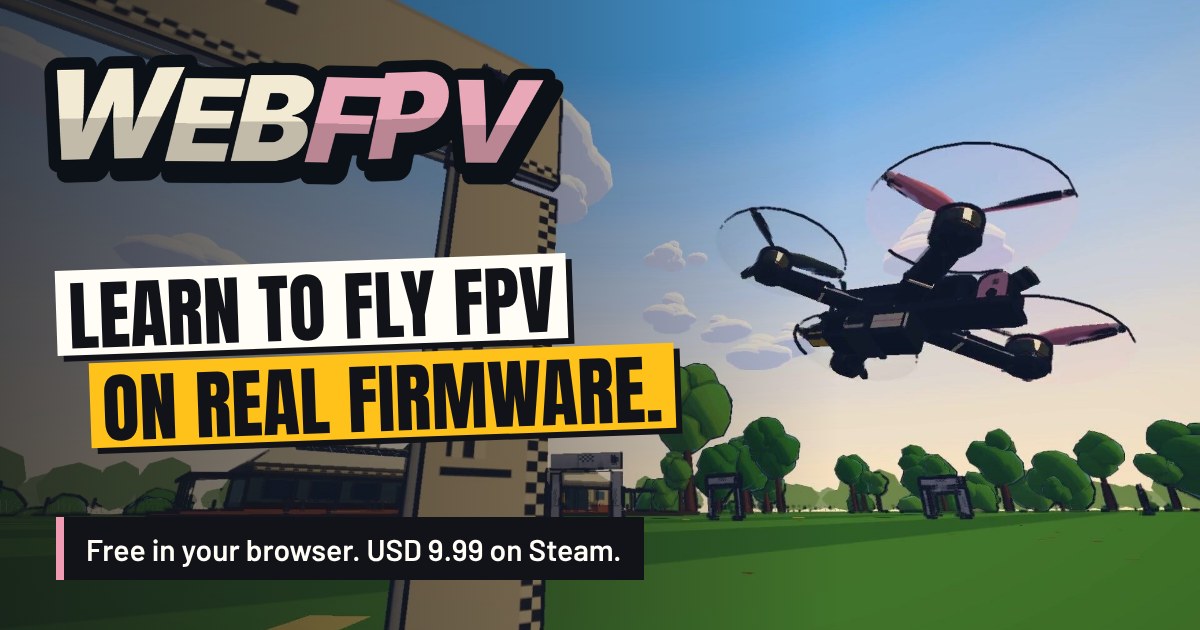 WEBFPV
LEARN TO FLY FPV
ON REAL FIRMWARE.
Free in your browser. USD 9.99 on Steam.